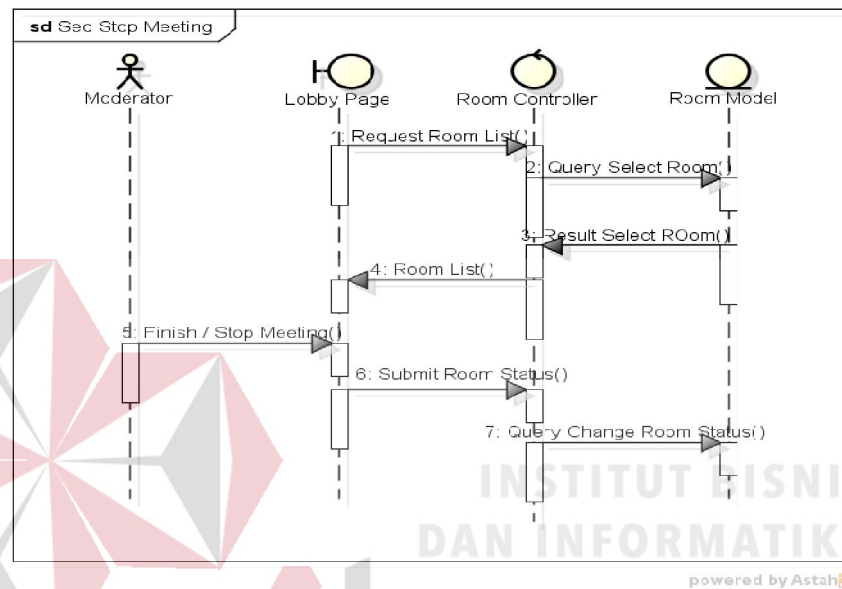 sd Seq Stop Meeting
Moderator
Lobby Page
Room Controller
Room Model
1: Request Room List()
2: Query Select Room()
3: Result Select ROom()
4: Room List()
5: Finish / Stop Meeting()
6: Submit Room Status()
7: Query Change Room Status()
INSTITUT BISNI
DAN INFORMATIK
powered by Astah